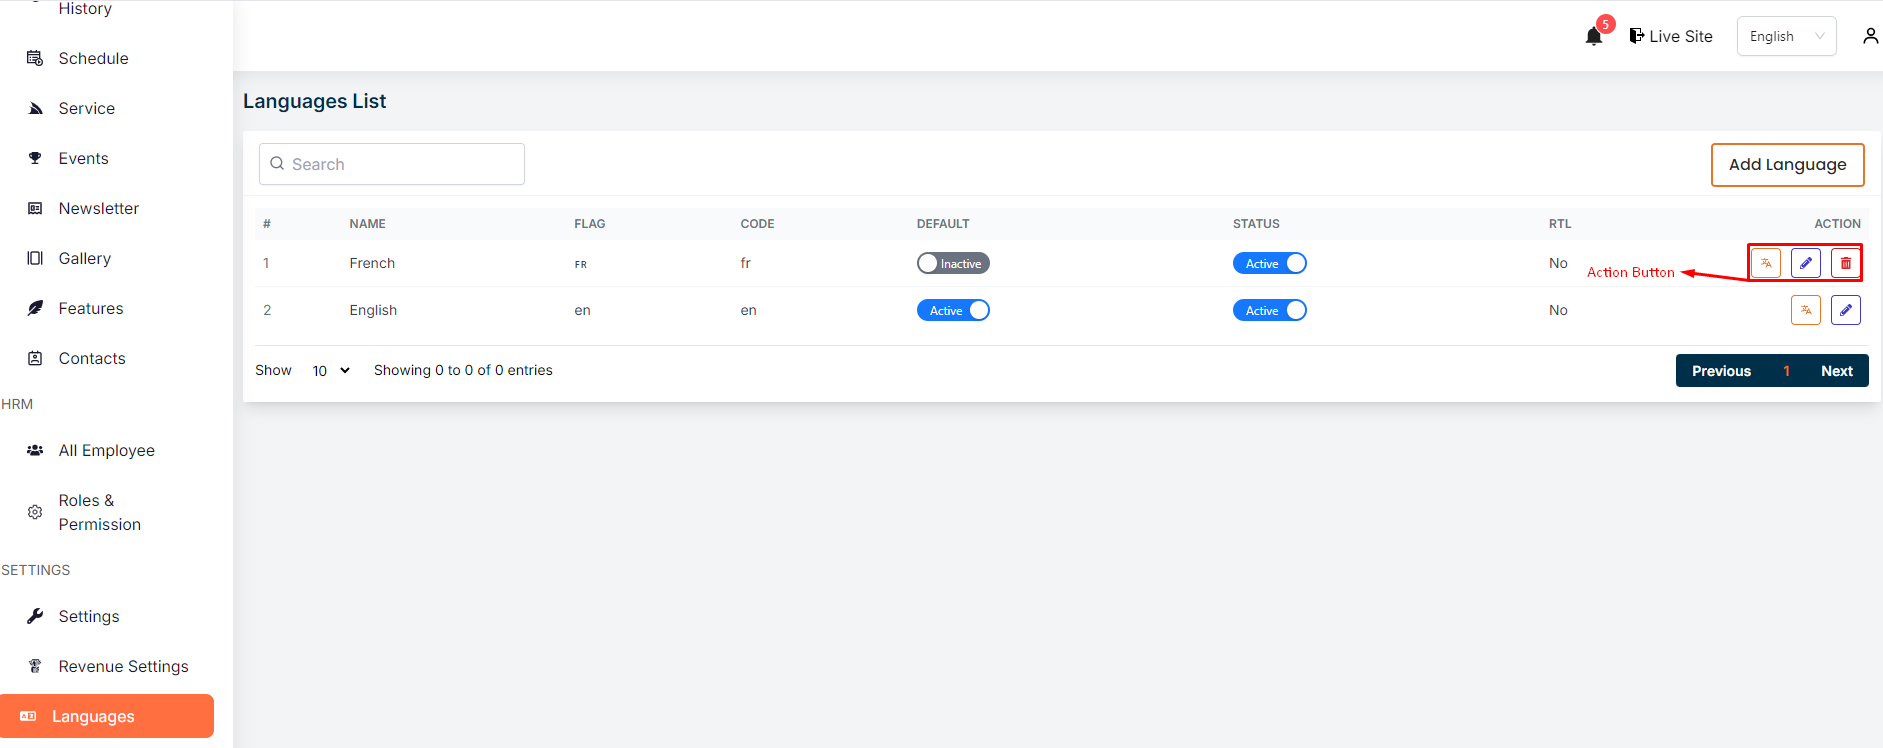 History
Schedule
Service
Events
Newsletter
Gallery
Features
Contacts
HRM
All Employee
Roles &
Permission
SETTINGS
Settings
Revenue Settings
Languages
5
Live Site
English
Languages List
Search
Add Language
# NAME FLAG CODE DEFAULT STATUS RTL ACTION
1 French FR fr Inactive Active No
Action Button
2 English en en Active Active No
Show 10 Showing 0 to 0 of 0 entries
Previous 1 Next